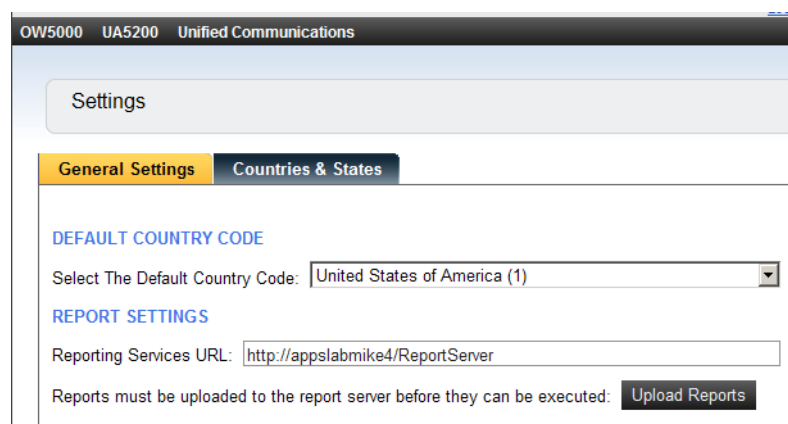 OW5000 UA5200 Unified Communications
Settings
General Settings Countries & States
DEFAULT COUNTRY CODE
Select The Default Country Code: United States of America (1)
REPORT SETTINGS
Reporting Services URL: http://appslabmike4/ReportServer
Reports must be uploaded to the report server before they can be executed: Upload Reports